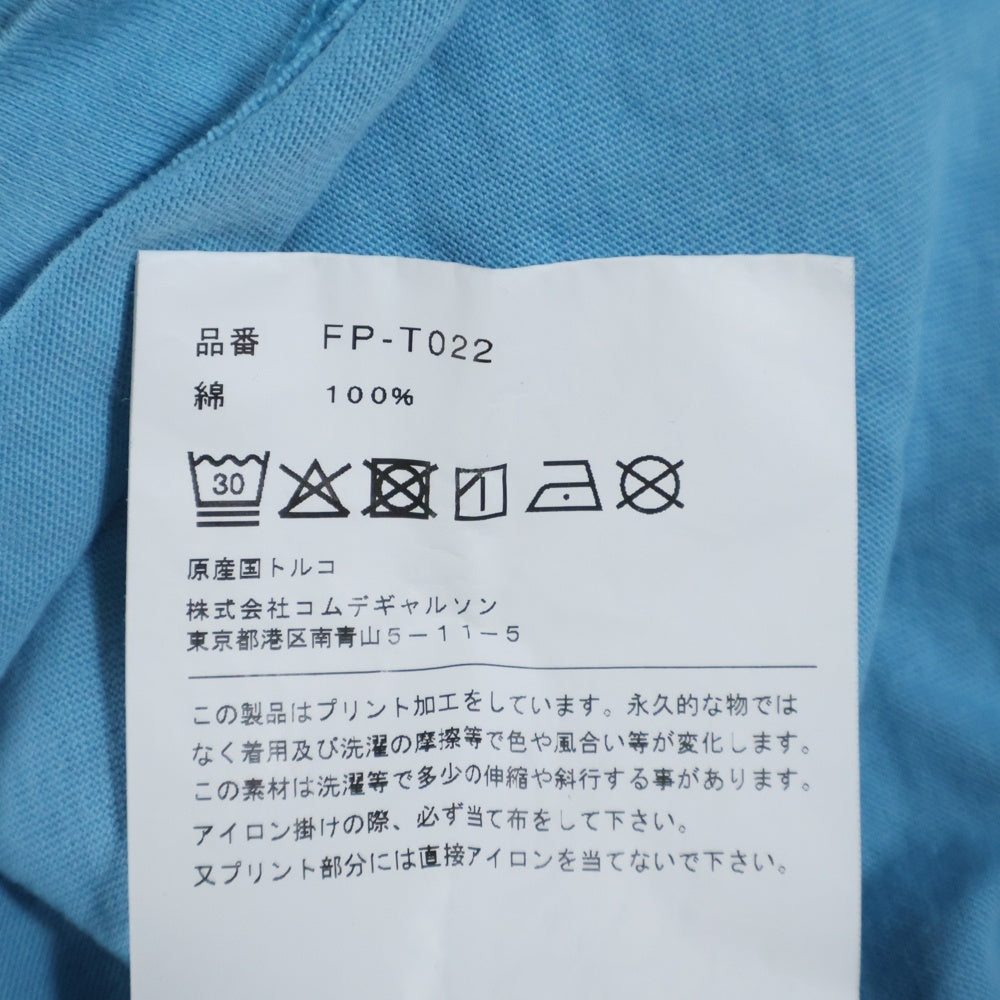 品番 FP-T022
綿 100%
30
原産国トルコ
株式会社コムデギャルソン
東京都港区南青山5－11－5
この製品はプリント加工をしています。永久的な物では
なく着用及び洗濯の摩擦等で色や風合い等が変化します。
この素材は洗濯等で多少の伸縮や斜行する事があります。
アイロン掛けの際、必ず当て布をして下さい。
又プリント部分には直接アイロンを当てないで下さい。